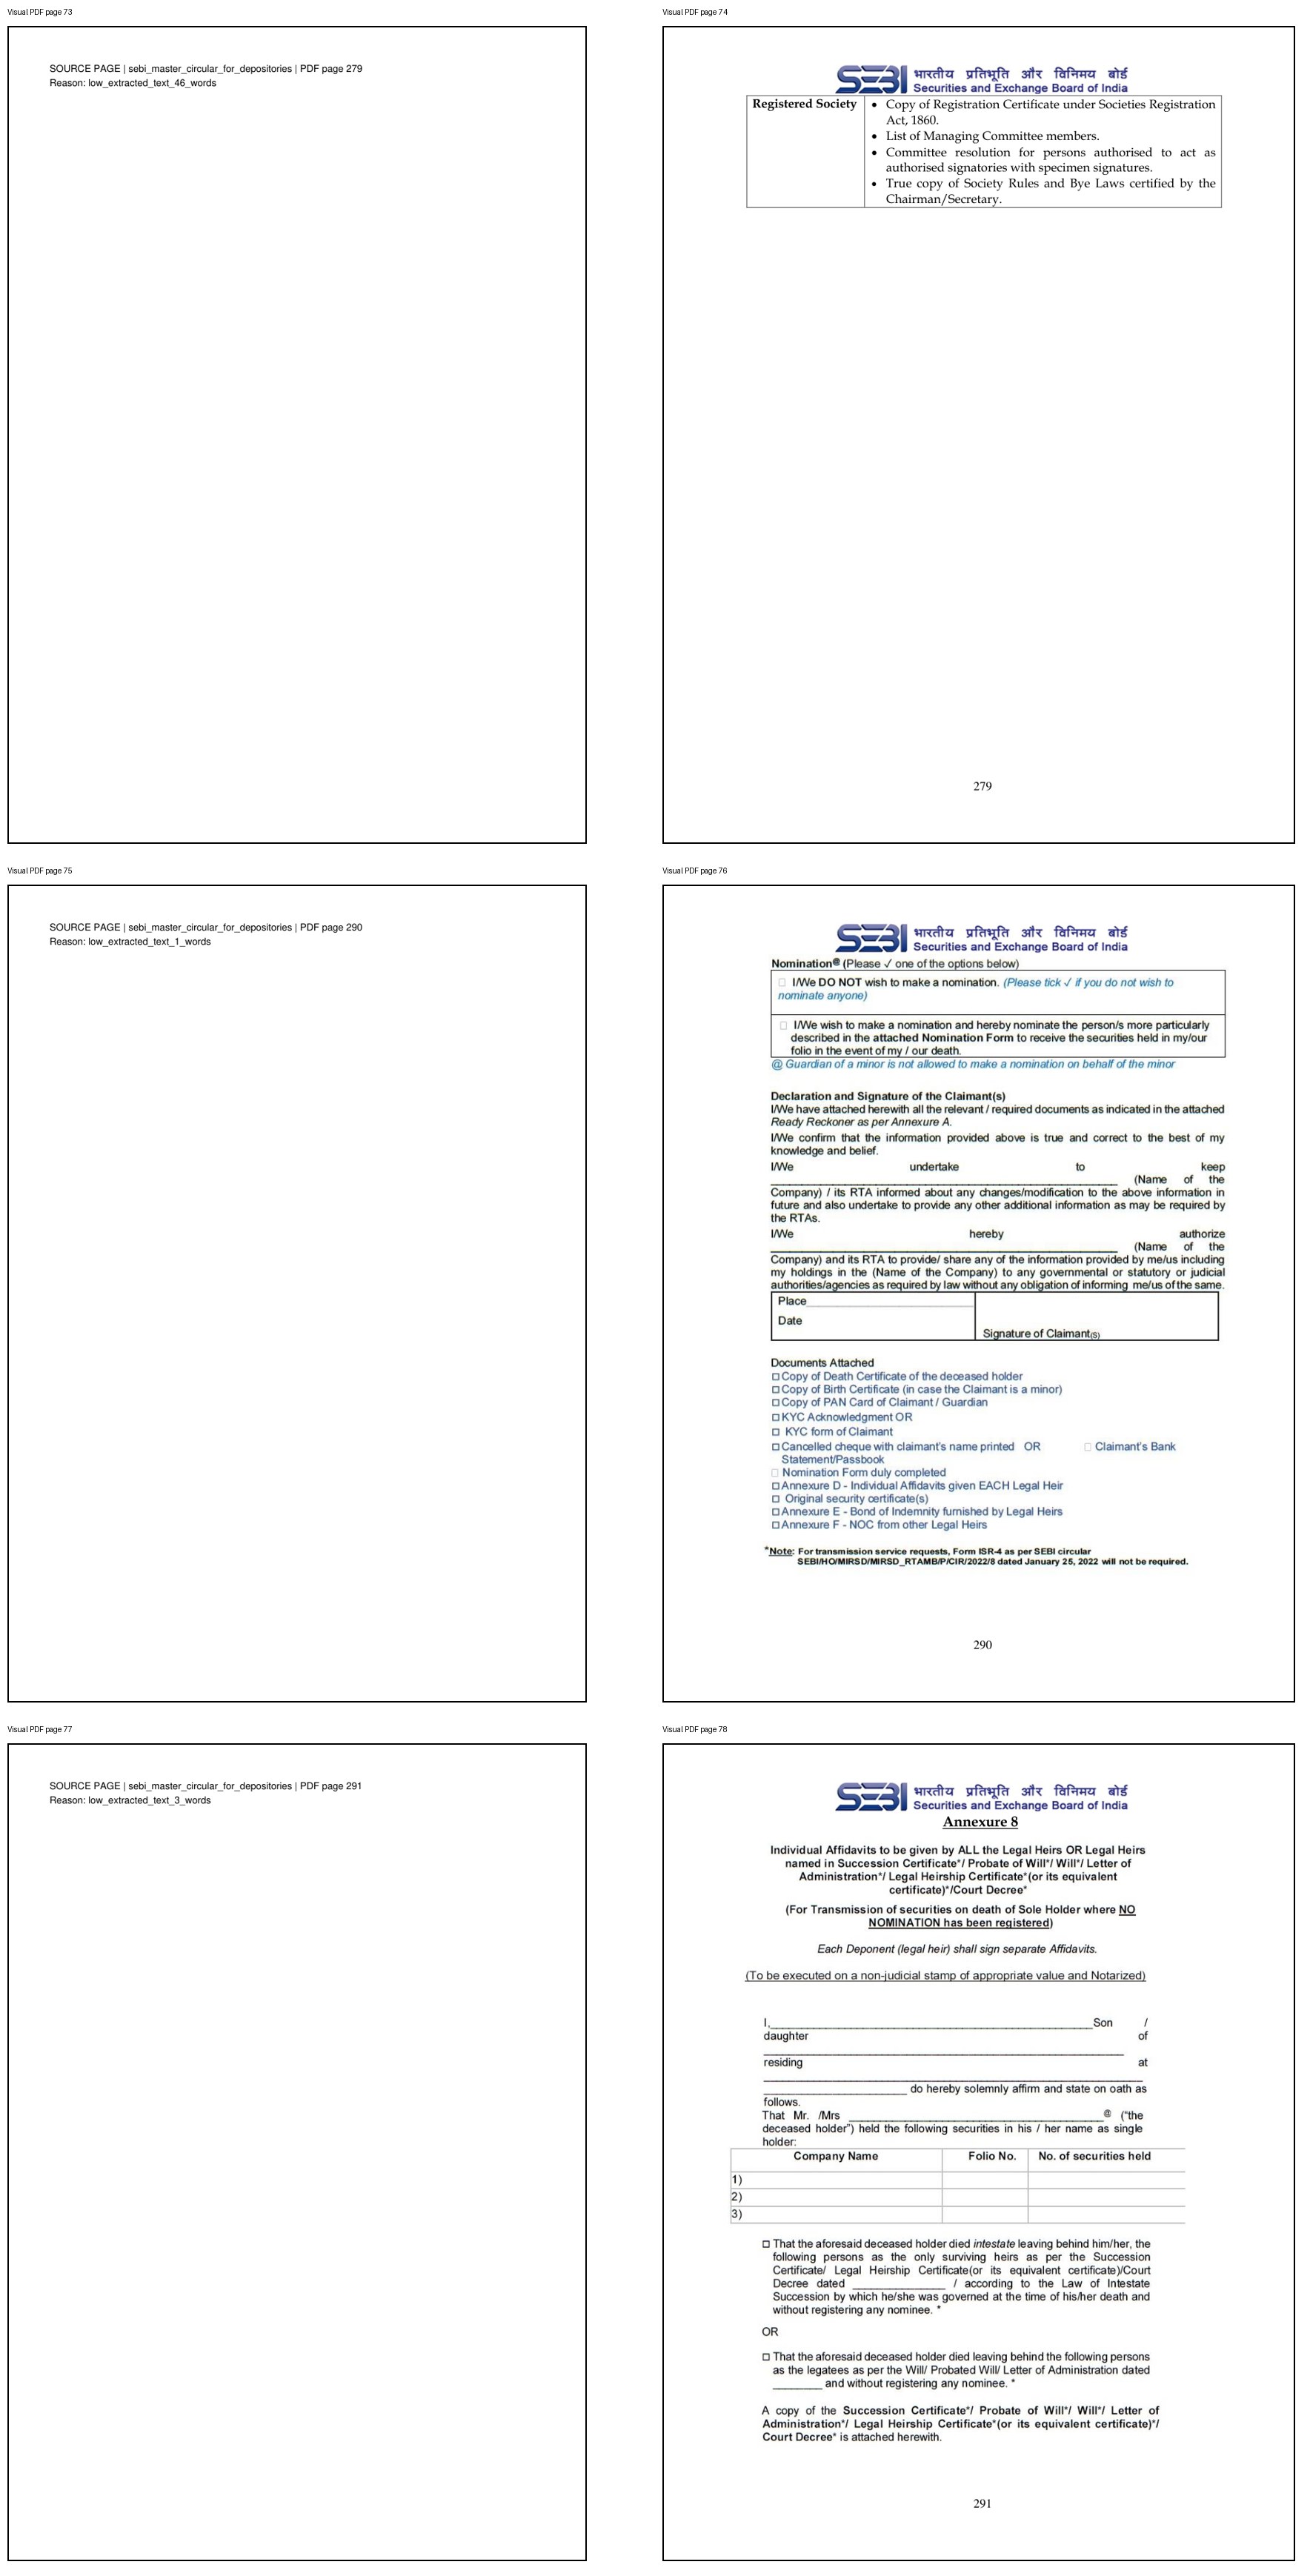 Visual PDF page 73
SOURCE PAGE | sebi_master_circular_for_depositories | PDF page 279
Reason: low_extracted_text_46_words
Visual PDF page 74
SEBI भारतीय प्रतिभूति और विनिमय बोर्ड
Securities and Exchange Board of India
Registered Society
• Copy of Registration Certificate under Societies Registration
Act, 1860.
• List of Managing Committee members.
• Committee resolution for persons authorised to act as
authorised signatories with specimen signatures.
• True copy of Society Rules and Bye Laws certified by the
Chairman/Secretary.
279
Visual PDF page 75
SOURCE PAGE | sebi_master_circular_for_depositories | PDF page 290
Reason: low_extracted_text_1_words
Visual PDF page 76
SEBI भारतीय प्रतिभूति और विनिमय बोर्ड
Securities and Exchange Board of India
Nomination@ (Please ✓ one of the options below)
☐ I/We DO NOT wish to make a nomination. (Please tick ✓ if you do not wish to
nominate anyone)
☐ I/We wish to make a nomination and hereby nominate the person/s more particularly
described in the attached Nomination Form to receive the securities held in my/our
folio in the event of my / our death.
@ Guardian of a minor is not allowed to make a nomination on behalf of the minor
Declaration and Signature of the Claimant(s)
I/We have attached herewith all the relevant / required documents as indicated in the attached
Ready Reckoner as per Annexure A.
I/We confirm that the information provided above is true and correct to the best of my
knowledge and belief.
I/We undertake to keep
____________________ (Name of the
Company) / its RTA informed about any changes/modification to the above information in
future and also undertake to provide any other additional information as may be required by
the RTAs.
I/We hereby authorize
____________________ (Name of the
Company) and its RTA to provide/ share any of the information provided by me/us including
my holdings in the (Name of the Company) to any governmental or statutory or judicial
authorities/agencies as required by law without any obligation of informing me/us of the same.
Place____________________
Date
Signature of Claimant(S)
Documents Attached
☐ Copy of Death Certificate of the deceased holder
☐ Copy of Birth Certificate (in case the Claimant is a minor)
☐ Copy of PAN Card of Claimant / Guardian
☐ KYC Acknowledgment OR
☐ KYC form of Claimant
☐ Cancelled cheque with claimant's name printed OR ☐ Claimant's Bank
Statement/Passbook
☐ Nomination Form duly completed
☐ Annexure D - Individual Affidavits given EACH Legal Heir
☐ Original security certificate(s)
☐ Annexure E - Bond of Indemnity furnished by Legal Heirs
☐ Annexure F - NOC from other Legal Heirs
*Note: For transmission service requests, Form ISR-4 as per SEBI circular
SEBI/HO/MIRSD/MIRSD_RTAMB/P/CIR/2022/8 dated January 25, 2022 will not be required.
290
Visual PDF page 77
SOURCE PAGE | sebi_master_circular_for_depositories | PDF page 291
Reason: low_extracted_text_3_words
Visual PDF page 78
SEBI भारतीय प्रतिभूति और विनिमय बोर्ड
Securities and Exchange Board of India
Annexure 8
Individual Affidavits to be given by ALL the Legal Heirs OR Legal Heirs
named in Succession Certificate*/ Probate of Will*/ Will*/ Letter of
Administration*/ Legal Heirship Certificate*(or its equivalent
certificate)*/Court Decree*
(For Transmission of securities on death of Sole Holder where NO
NOMINATION has been registered)
Each Deponent (legal heir) shall sign separate Affidavits.
(To be executed on a non-judicial stamp of appropriate value and Notarized)
I,____________________Son /
daughter of
____________________
residing at
____________________
____________________ do hereby solemnly affirm and state on oath as
follows.
That Mr. /Mrs ____________________@ ("the
deceased holder") held the following securities in his / her name as single
holder:
Company Name Folio No. No. of securities held
1)
2)
3)
☐ That the aforesaid deceased holder died intestate leaving behind him/her, the
following persons as the only surviving heirs as per the Succession
Certificate/ Legal Heirship Certificate(or its equivalent certificate)/Court
Decree dated ______________ / according to the Law of Intestate
Succession by which he/she was governed at the time of his/her death and
without registering any nominee. *
OR
☐ That the aforesaid deceased holder died leaving behind the following persons
as the legatees as per the Will/ Probated Will/ Letter of Administration dated
________ and without registering any nominee. *
A copy of the Succession Certificate*/ Probate of Will*/ Will*/ Letter of
Administration*/ Legal Heirship Certificate*(or its equivalent certificate)*/
Court Decree* is attached herewith.
291